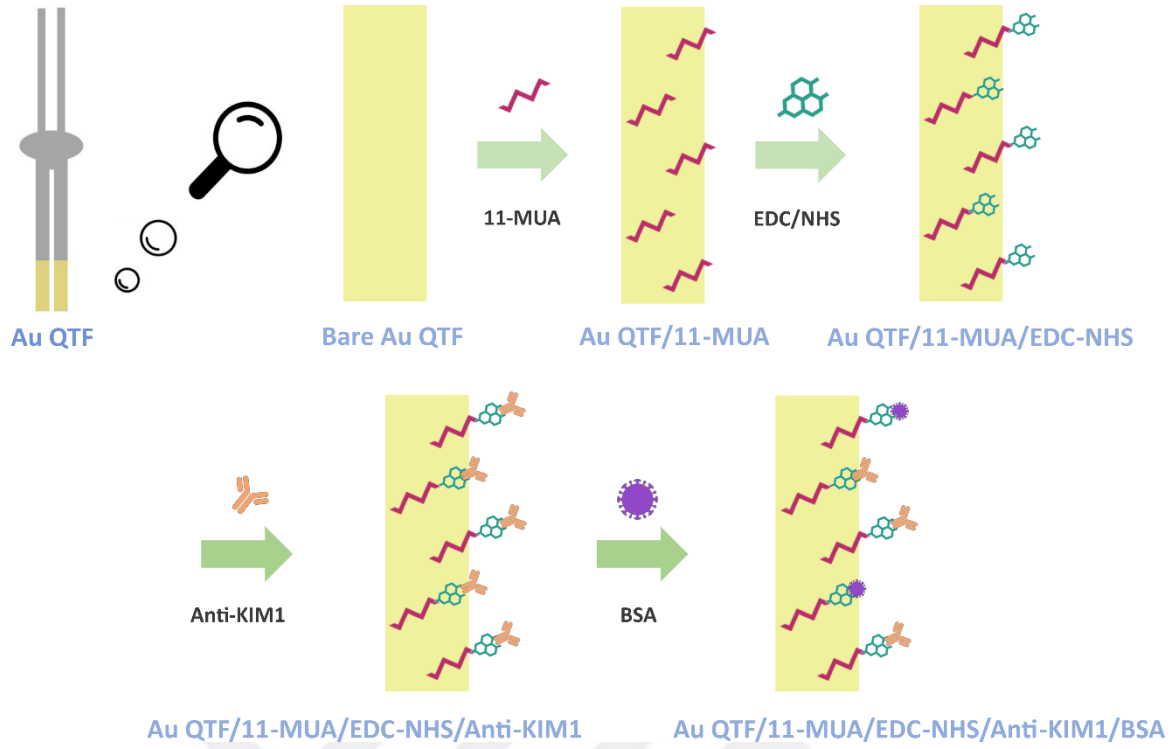 11-MUA
EDC/NHS
Au QTF
Bare Au QTF
Au QTF/11-MUA
Au QTF/11-MUA/EDC-NHS
Anti-KIM1
BSA
Au QTF/11-MUA/EDC-NHS/Anti-KIM1
Au QTF/11-MUA/EDC-NHS/Anti-KIM1/BSA